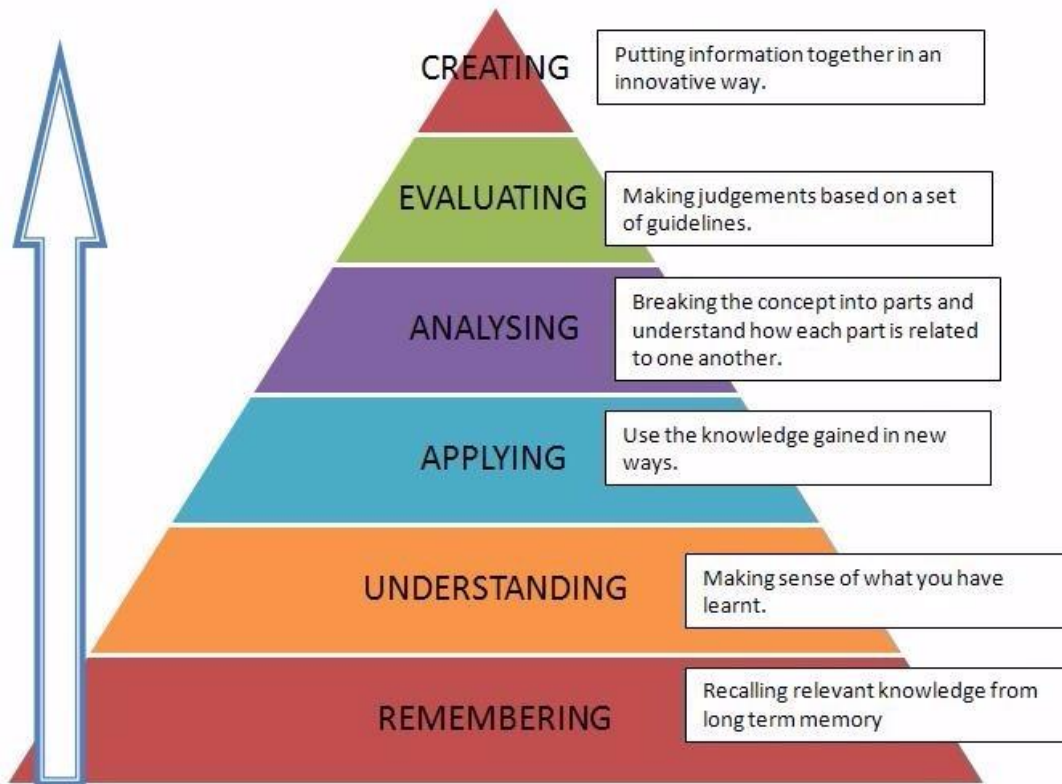 CREATING
Putting information together in an
innovative way.
EVALUATING
Making judgements based on a set
of guidelines.
ANALYSING
Breaking the concept into parts and
understand how each part is related
to one another.
APPLYING
Use the knowledge gained in new
ways.
UNDERSTANDING
Making sense of what you have
learnt.
REMEMBERING
Recalling relevant knowledge from
long term memory